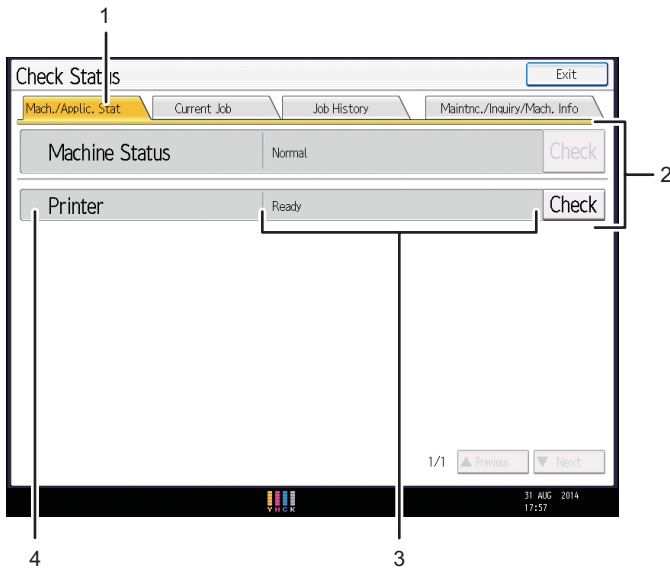 1
Check Status
Exit
Mach./Applic. Stat
Current Job
Job History
Maintnc./Inquiry/Mach. Info
Machine Status
Normal
Check
2
Printer
Ready
Check
1/1
▲ Previous
▼ Next
Y M C K
31 AUG 2014
17:57
4
3